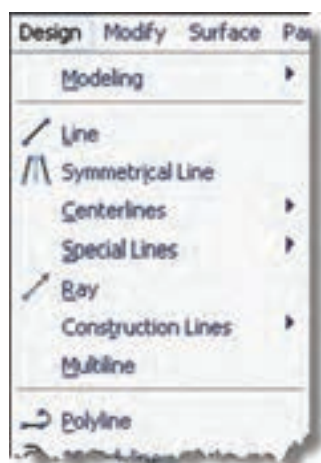 Design Modify Surface
Modeling
Line
Symmetrical Line
Centerlines
Special Lines
Ray
Construction Lines
Multiline
Polyline